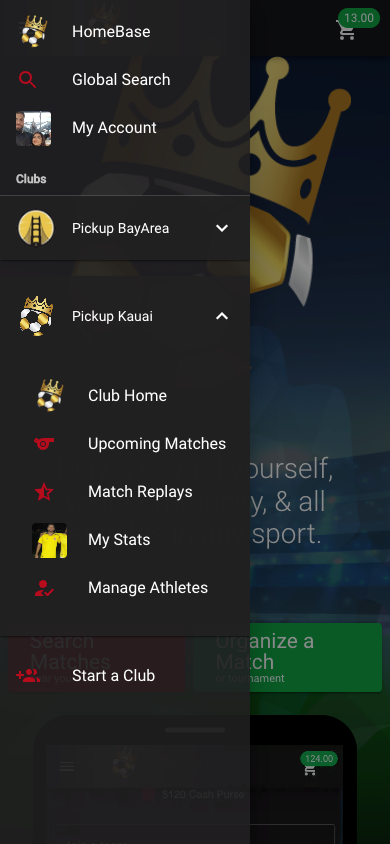 13.00
HomeBase
Global Search
My Account
Clubs
Pickup BayArea
Pickup Kauai
Club Home
Upcoming Matches
ourself,
Match Replays
y, & all
sport.
My Stats
Manage Athletes
Search Matches
Organize a Match
or tournament
Start a Club
124.00
$120 Cash Purse